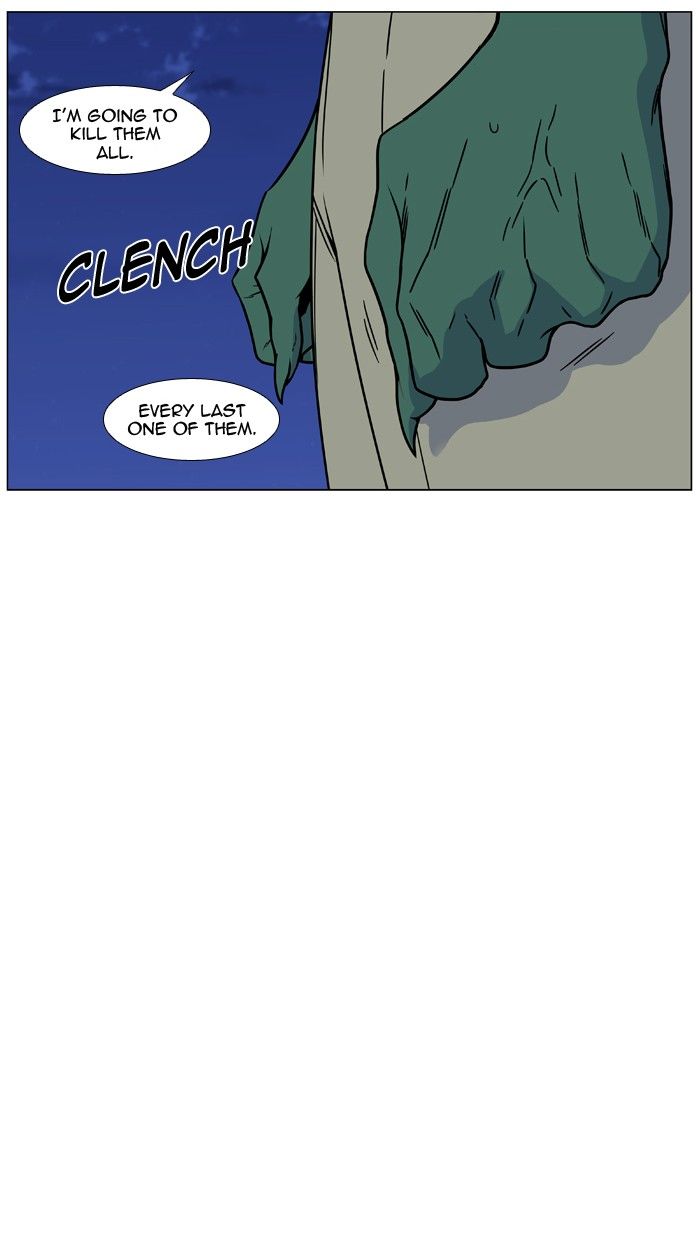 I'M GOING TO
KILL THEM
ALL.
CLENCH
EVERY LAST
ONE OF THEM.